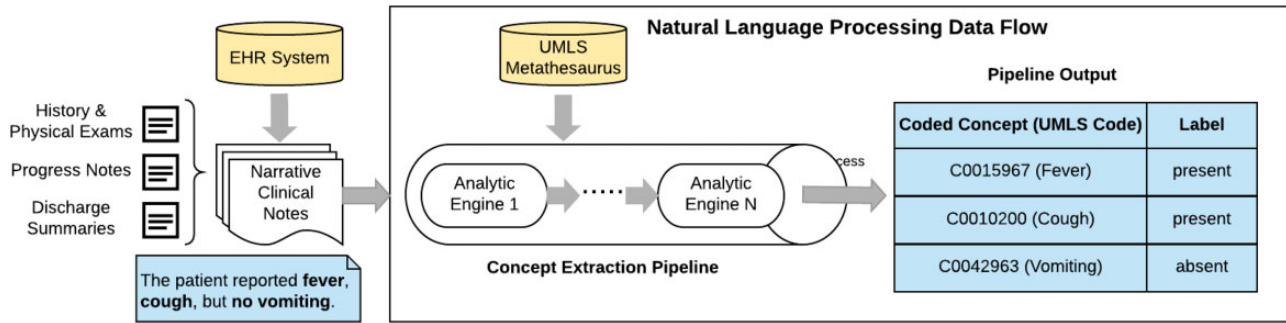 Natural Language Processing Data Flow
EHR System
UMLS
Metathesaurus
Pipeline Output
History &
Physical Exams
Progress Notes
Discharge
Summaries
Narrative
Clinical
Notes
The patient reported fever,
cough, but no vomiting.
Analytic
Engine 1
Analytic
Engine N
Concept Extraction Pipeline
Coded Concept (UMLS Code) Label
C0015967 (Fever) present
C0010200 (Cough) present
C0042963 (Vomiting) absent